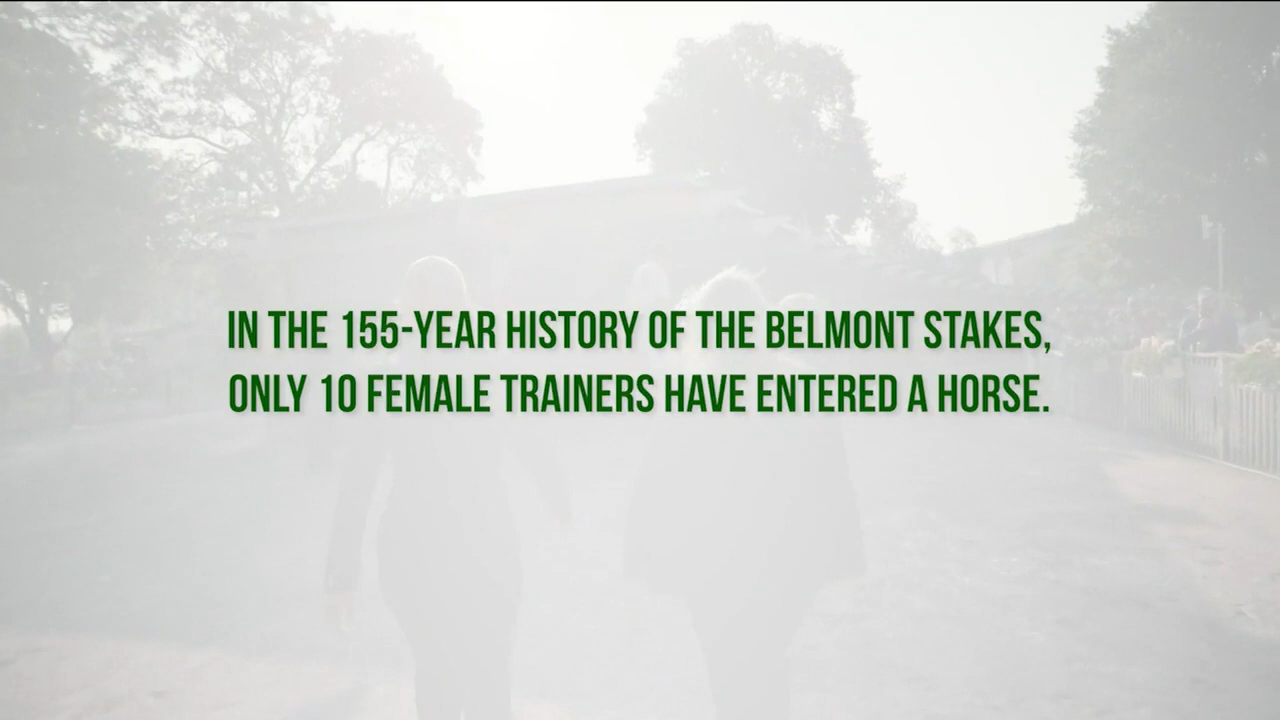 IN THE 155-YEAR HISTORY OF THE BELMONT STAKES,
ONLY 10 FEMALE TRAINERS HAVE ENTERED A HORSE.